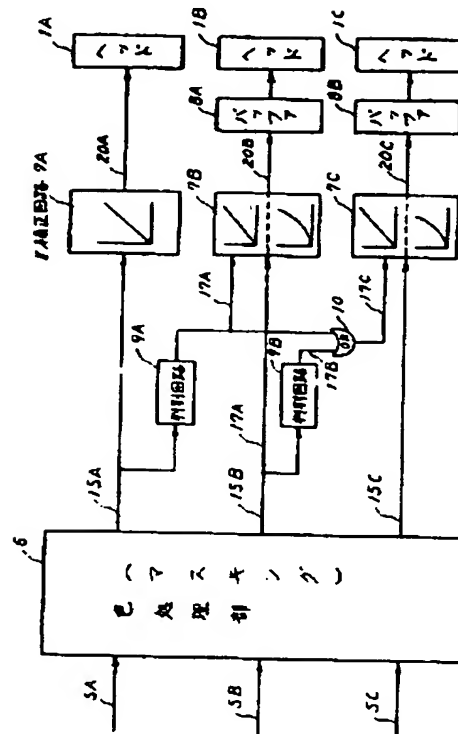 5A
5B
5C
6
色処理部
(マスキング)
15A
15B
15C
9A
判別回路
17A
9B
判別回路
17B
17A
OR
10
17C
γ補正回路
7A
7B
7C
20A
20B
20C
8A
バッファ
8B
バッファ
1A
ヘッド
1B
ヘッド
1C
ヘッド